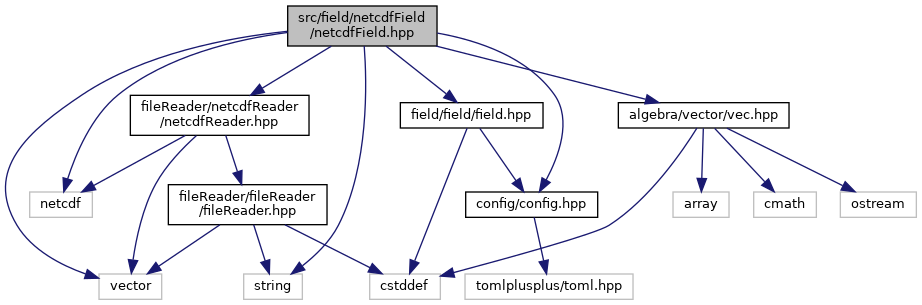 src/field/netcdfField
/netcdfField.hpp
fileReader/netcdfReader
/netcdfReader.hpp
field/field/field.hpp
algebra/vector/vec.hpp
netcdf
fileReader/fileReader
/fileReader.hpp
config/config.hpp
array
cmath
ostream
vector
string
cstddef
tomlplusplus/toml.hpp